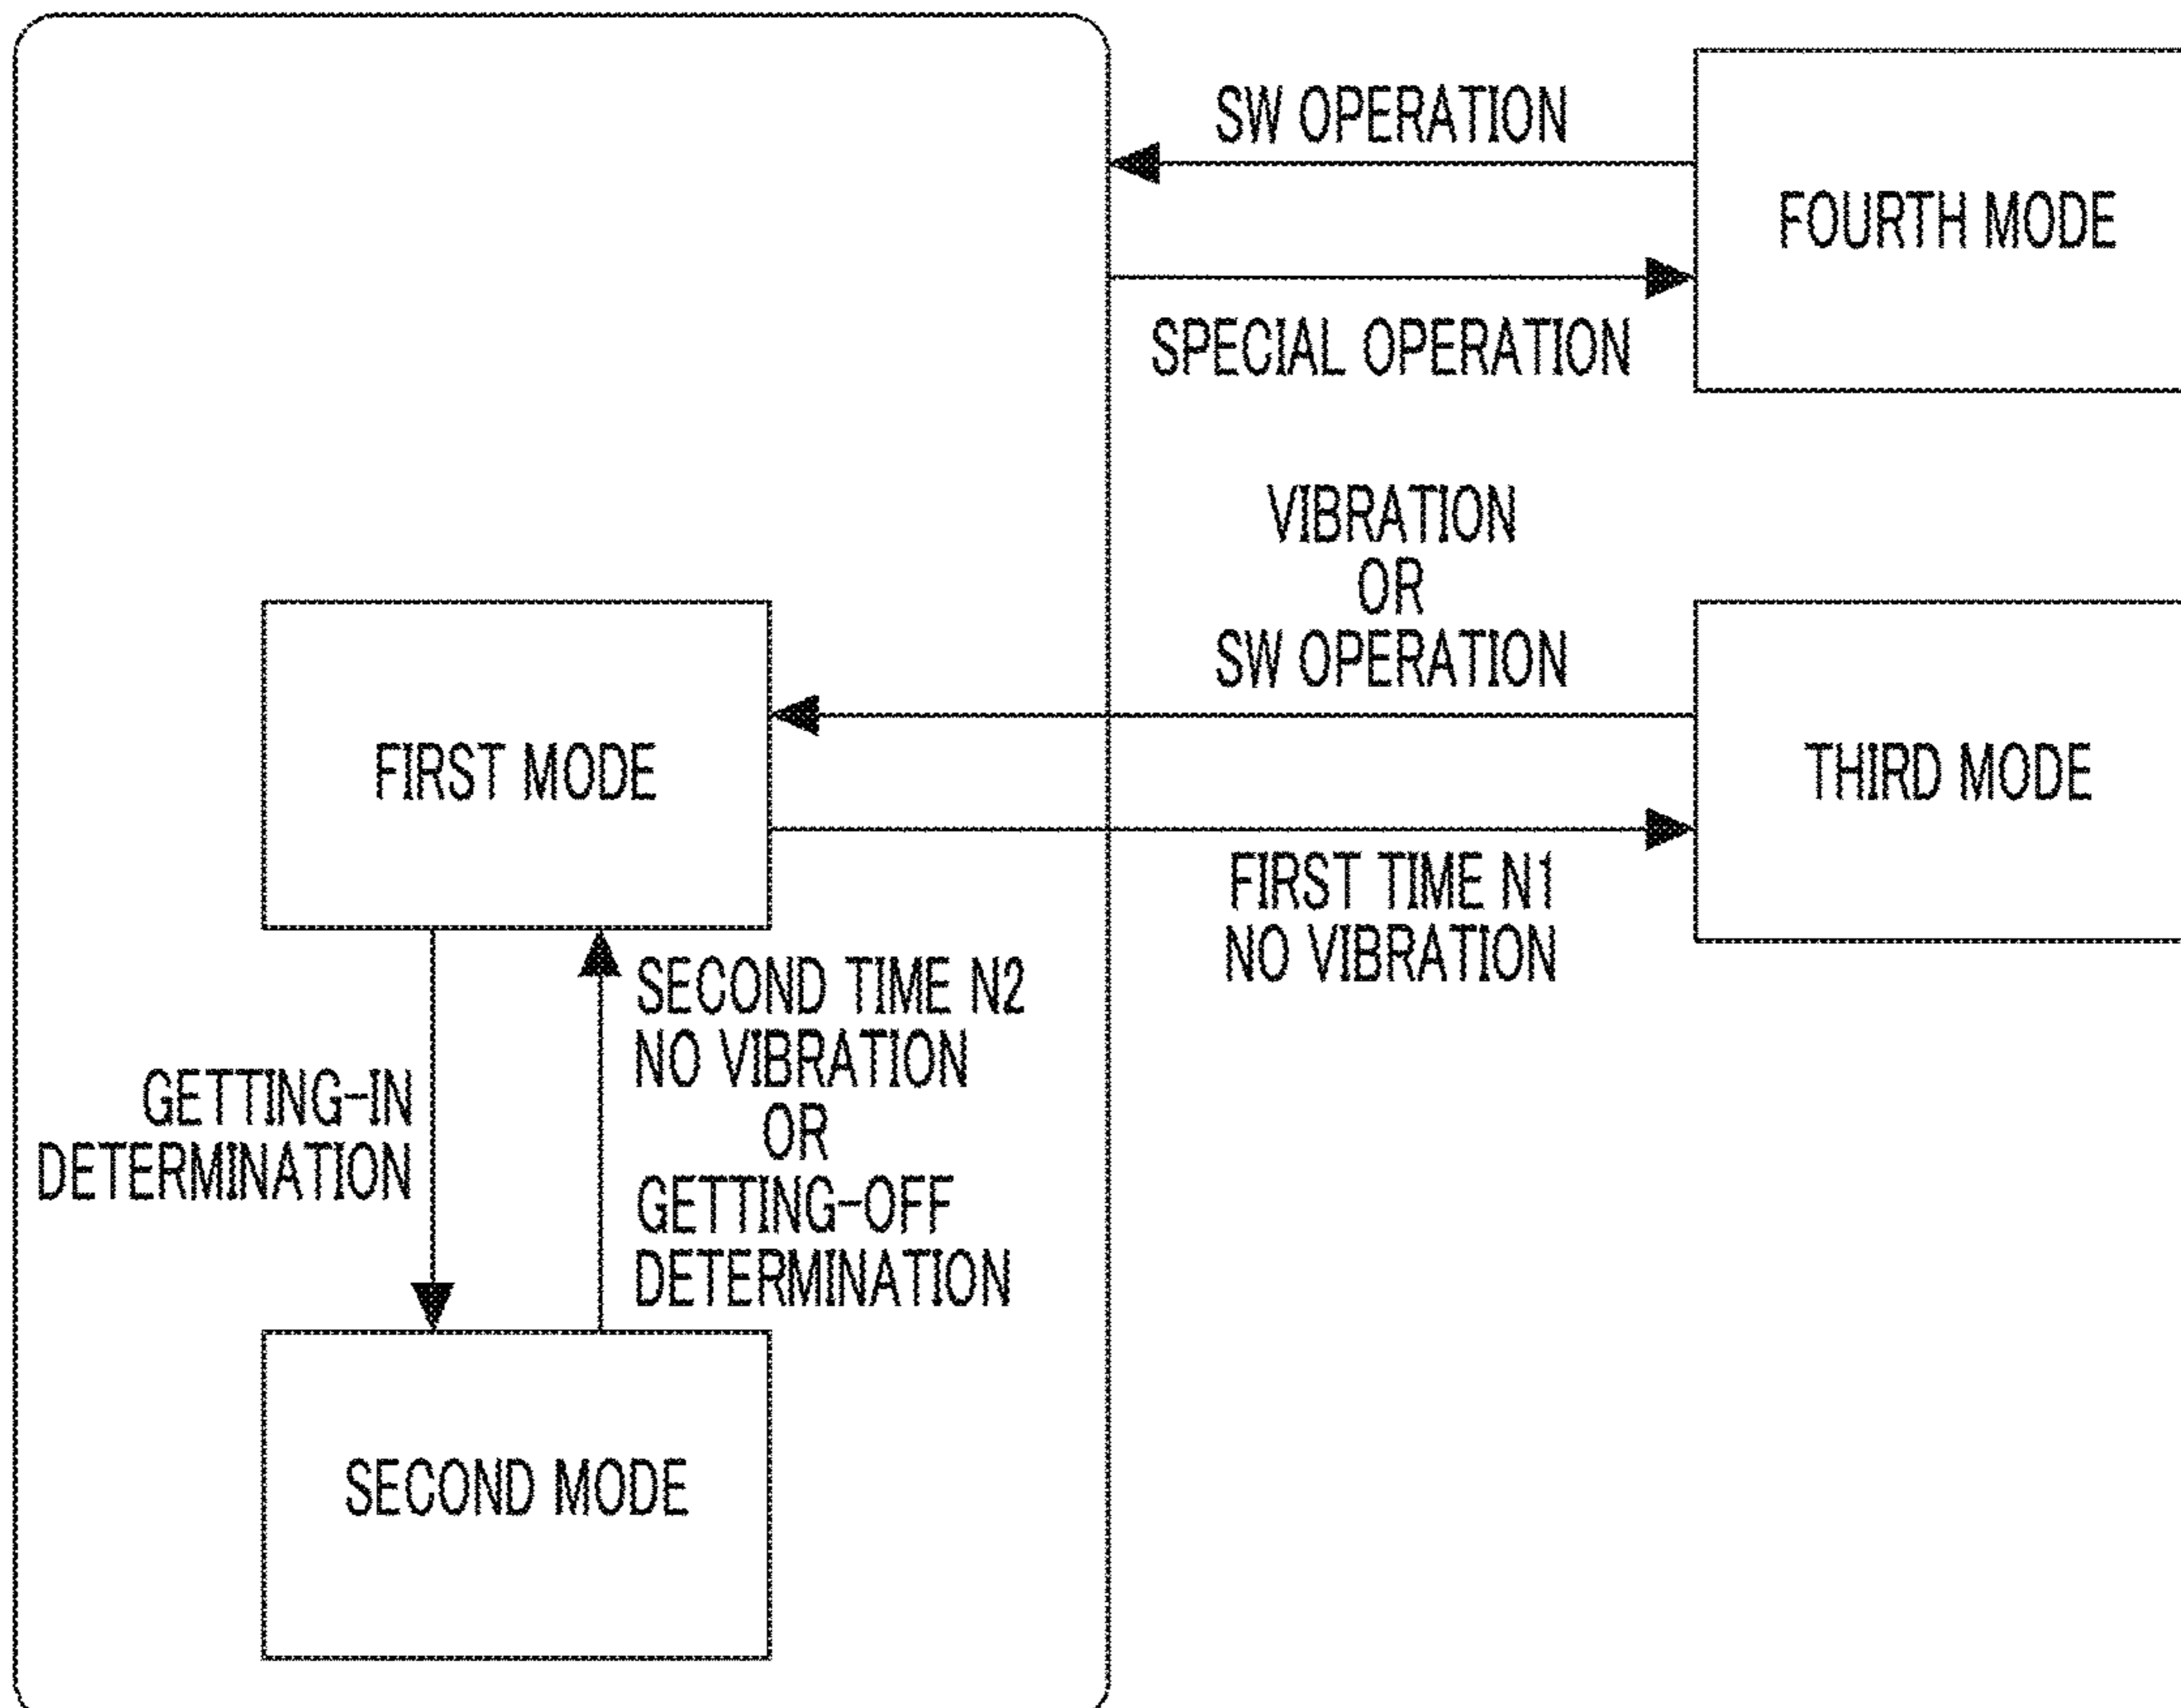 SW OPERATION
FOURTH MODE
SPECIAL OPERATION
VIBRATION
OR
SW OPERATION
FIRST MODE
THIRD MODE
FIRST TIME N1
NO VIBRATION
SECOND TIME N2
NO VIBRATION
OR
GETTING-OFF
DETERMINATION
GETTING-IN
DETERMINATION
SECOND MODE